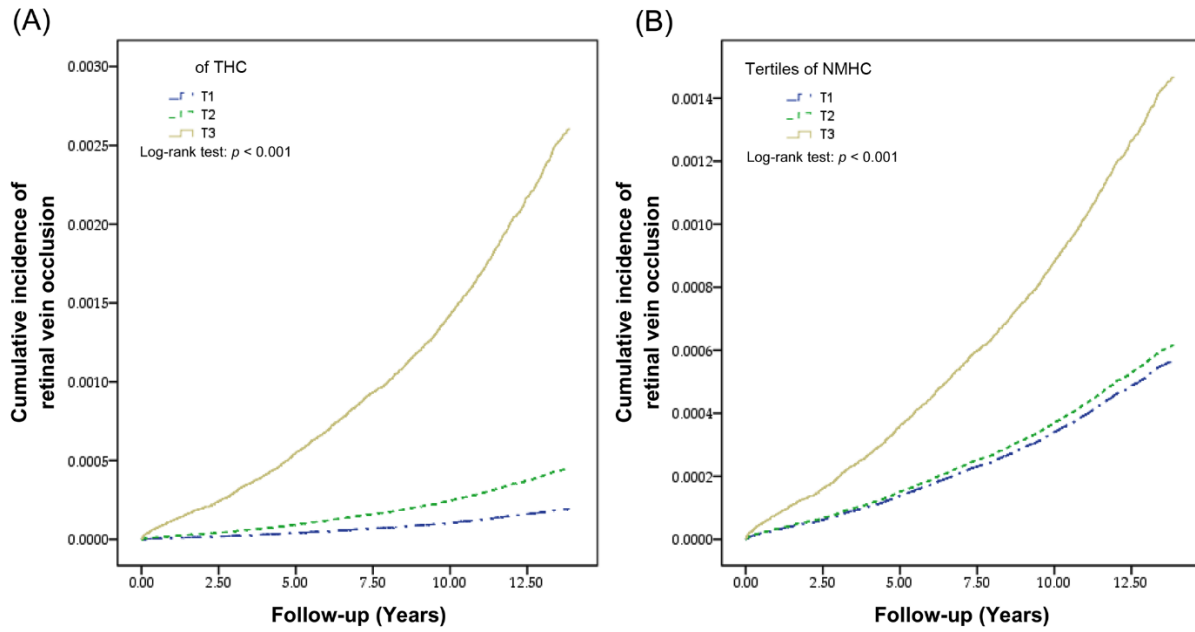 (A)
of THC
T1
T2
T3
Log-rank test: p < 0.001
0.0030
0.0025
0.0020
0.0015
0.0010
0.0005
0.0000
0.00 2.50 5.00 7.50 10.00 12.50
Follow-up (Years)
Cumulative incidence of
retinal vein occlusion
(B)
Tertiles of NMHC
T1
T2
T3
Log-rank test: p < 0.001
0.0014
0.0012
0.0010
0.0008
0.0006
0.0004
0.0002
0.0000
0.00 2.50 5.00 7.50 10.00 12.50
Follow-up (Years)
Cumulative incidence of
retinal vein occlusion